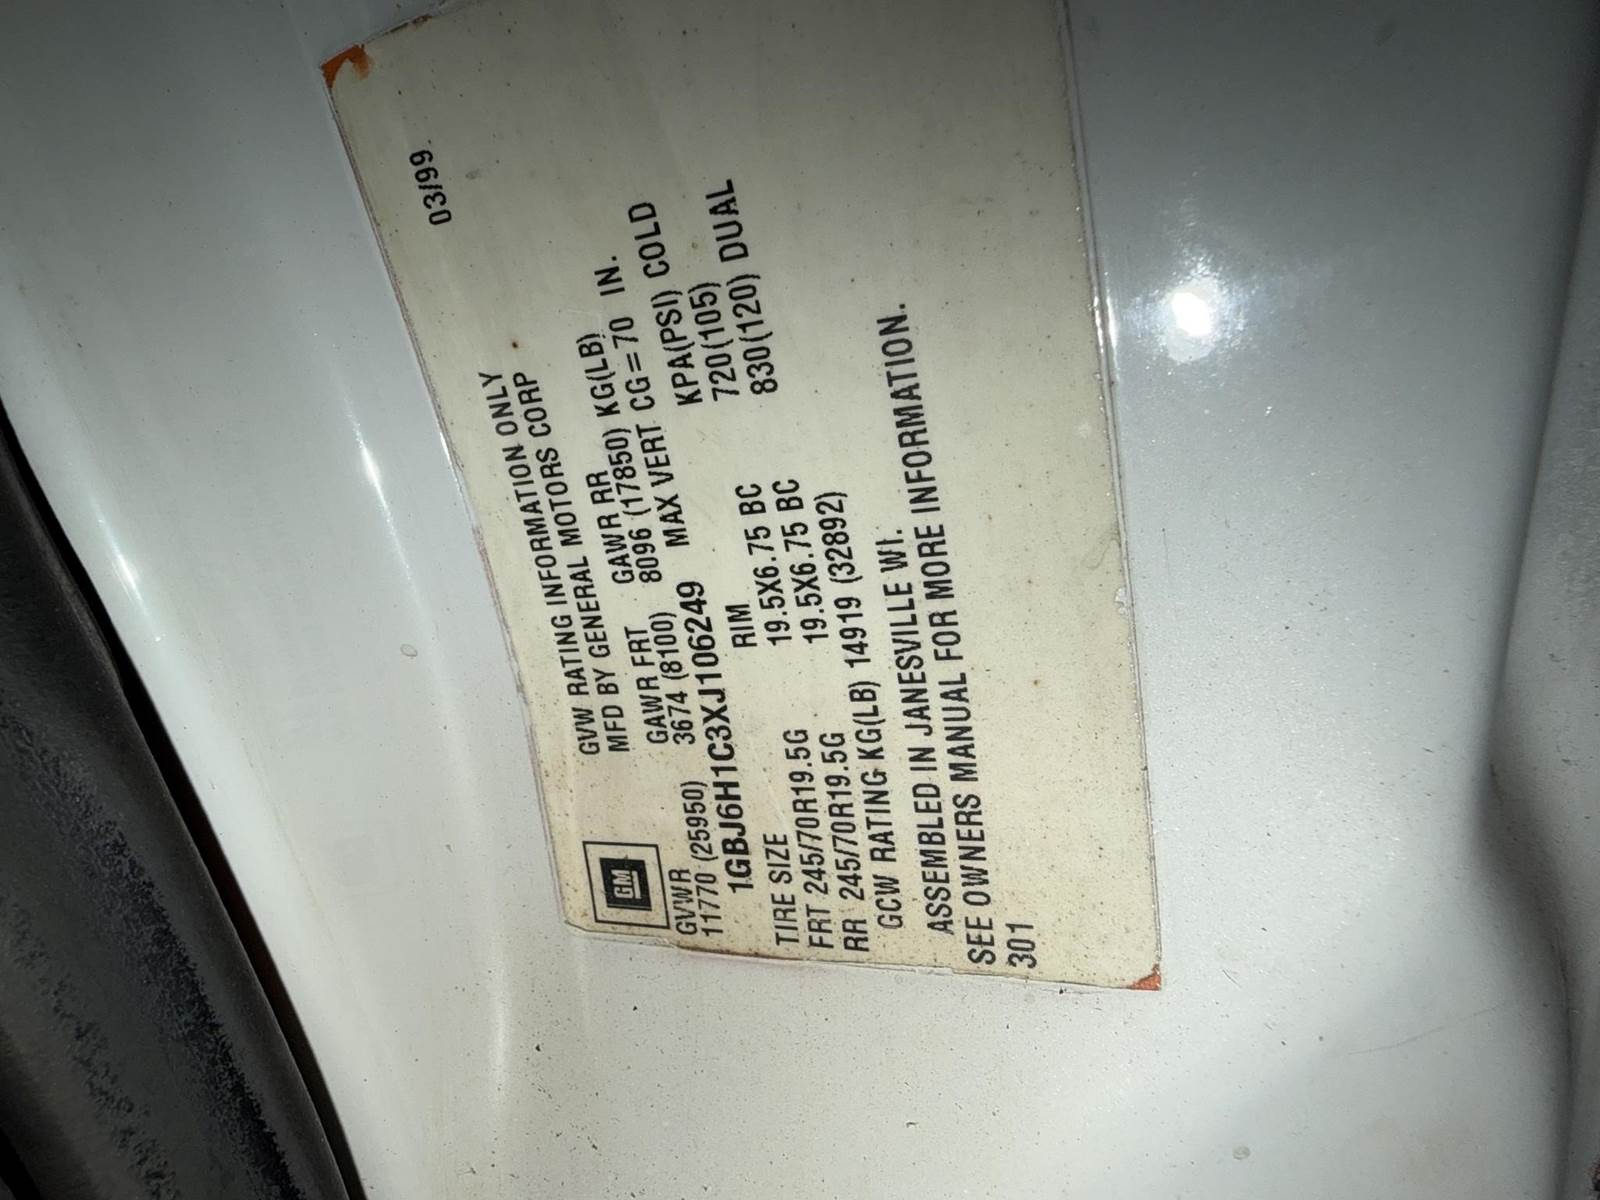 03/99
GVW RATING INFORMATION ONLY
MFD BY GENERAL MOTORS CORP
GM
GVWR GAWR FRT GAWR RR KG(LB)
11770 (25950) 3674 (8100) 8096 (17850) CG=70 IN.
1GBJ6H1C3XJ106249 MAX VERT
TIRE SIZE RIM KPA(PSI) COLD
FRT 245/70R19.5G 19.5X6.75 BC 720(105)
RR 245/70R19.5G 19.5X6.75 BC 830(120) DUAL
GCW RATING KG(LB) 14919 (32892)
ASSEMBLED IN JANESVILLE WI.
SEE OWNERS MANUAL FOR MORE INFORMATION.
301